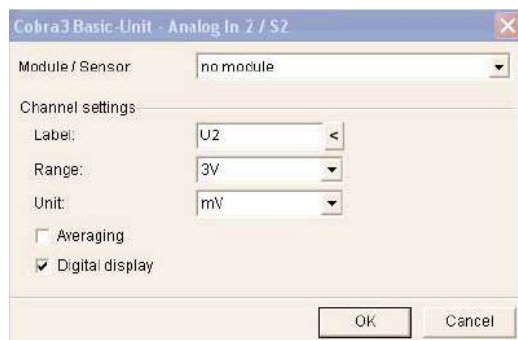 Cobra3 Basic-Unit - Analog In 2 / S2
Module / Sensor no module
Channel settings
Label: U2 <
Range: 3V
Unit: mV
Averaging
Digital display
OK Cancel